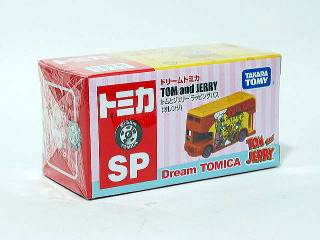 トミカ
SP
ドリームトミカ
TOM and JERRY
トムとジェリー ラッピングバス
(オレンジ)
TAKARA
TOMY
Dream TOMICA
TOM and
JERRY